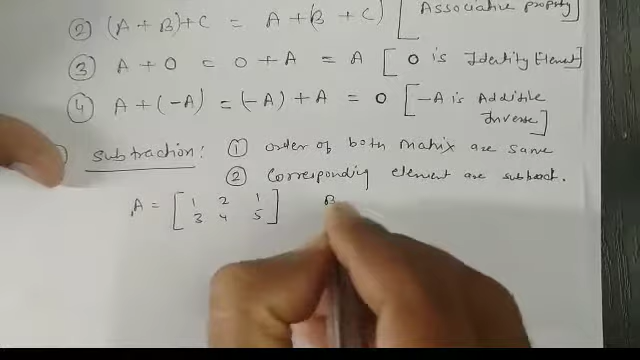 ② (A + B)+C = A+(B + C) [Associative property]
③ A + 0 = 0 + A = A [ 0 is Identity Element]
④ A + (-A) = (-A) + A = 0 [-A is Additive
Inverse]
subtraction : ① order of both matrix are same
② Corresponding element are subtract.
A = [ 1 2 1
3 4 5 ] B